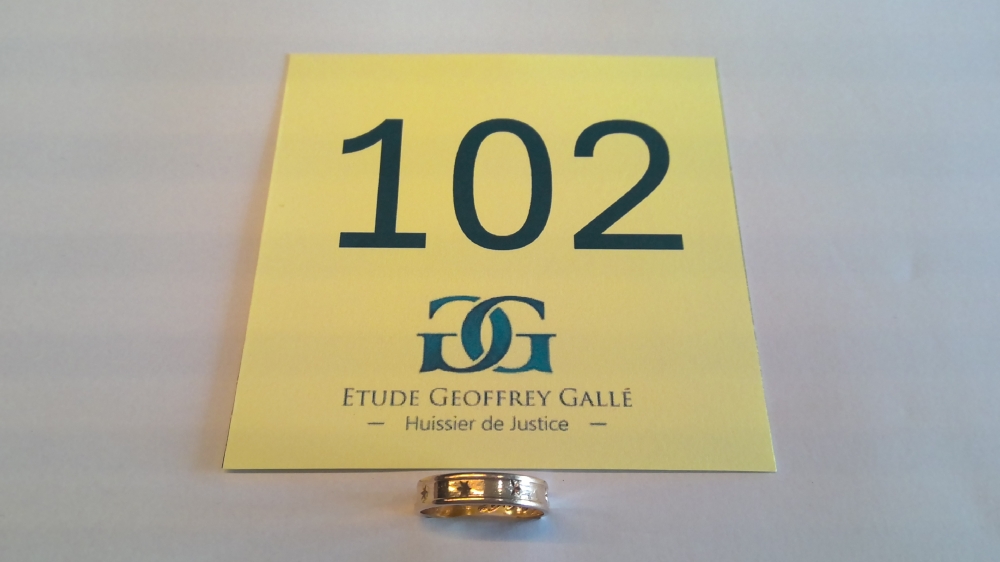 102
GG
ETUDE GEOFFREY GALLÉ
— Huissier de Justice —